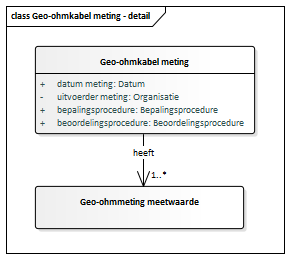 class Geo-ohmkabel meting - detail
Geo-ohmkabel meting
+ datum meting: Datum
- uitvoerder meting: Organisatie
+ bepalingsprocedure: Bepalingsprocedure
+ beoordelingsprocedure: Beoordelingsprocedure
heeft
1..*
Geo-ohmmeting meetwaarde